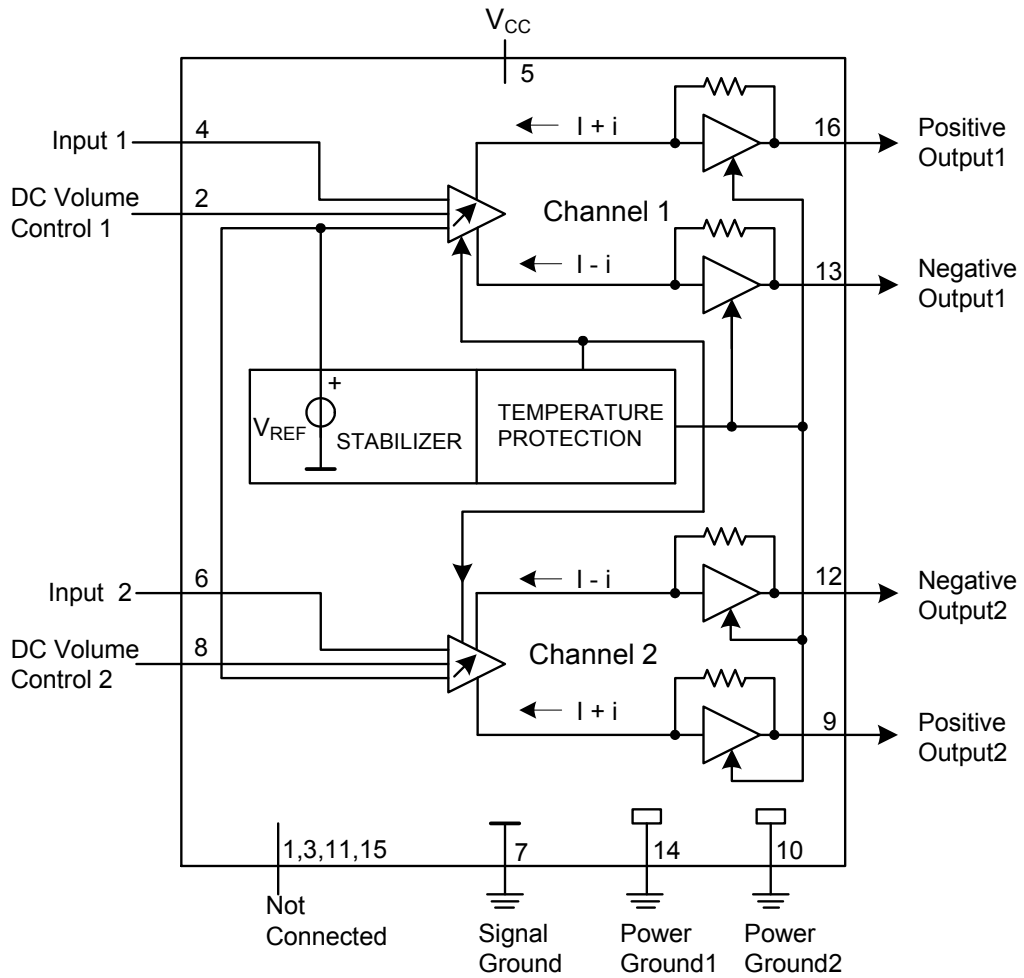 VCC
5
Input 1
4
I + i
16
Positive
Output1
DC Volume
Control 1
2
Channel 1
I - i
13
Negative
Output1
+
VREF
STABILIZER
TEMPERATURE
PROTECTION
Input 2
6
I - i
12
Negative
Output2
DC Volume
Control 2
8
Channel 2
I + i
9
Positive
Output2
1,3,11,15
7
14
10
Not
Connected
Signal
Ground
Power
Ground1
Power
Ground2